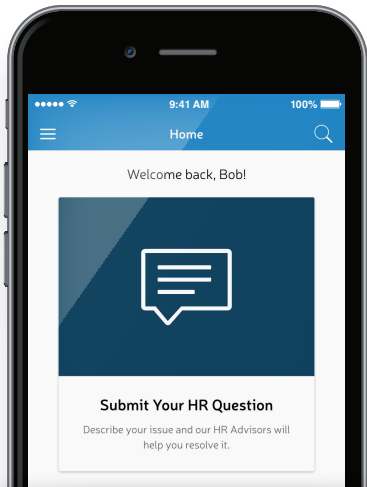 9:41 AM
100%
Home
Welcome back, Bob!
Submit Your HR Question
Describe your issue and our HR Advisors will
help you resolve it.